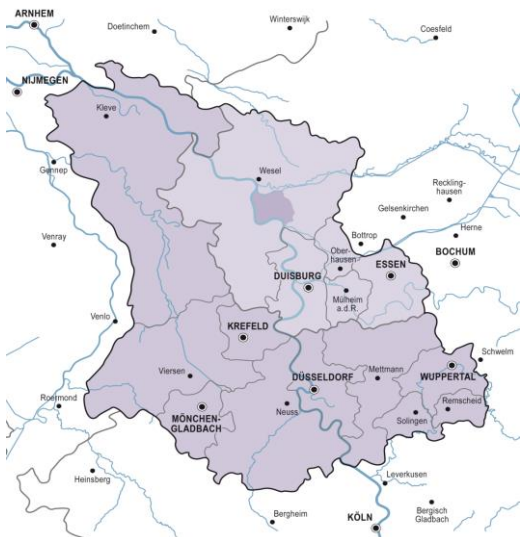 ARNHEM
Doetinchem
Winterswijk
Coesfeld
NIJMEGEN
Kleve
Gennep
Wesel
Reckling-
hausen
Gelsenkirchen
Venray
Bottrop
Herne
Ober-
hausen
BOCHUM
DUISBURG
ESSEN
Mülheim
a.d.R.
Venlo
KREFELD
Schwelm
Viersen
Mettmann
WUPPERTAL
DÜSSELDORF
Roermond
Neuss
Remscheid
MÖNCHEN-
GLADBACH
Solingen
Heinsberg
Leverkusen
Bergheim
Bergisch
Gladbach
KÖLN